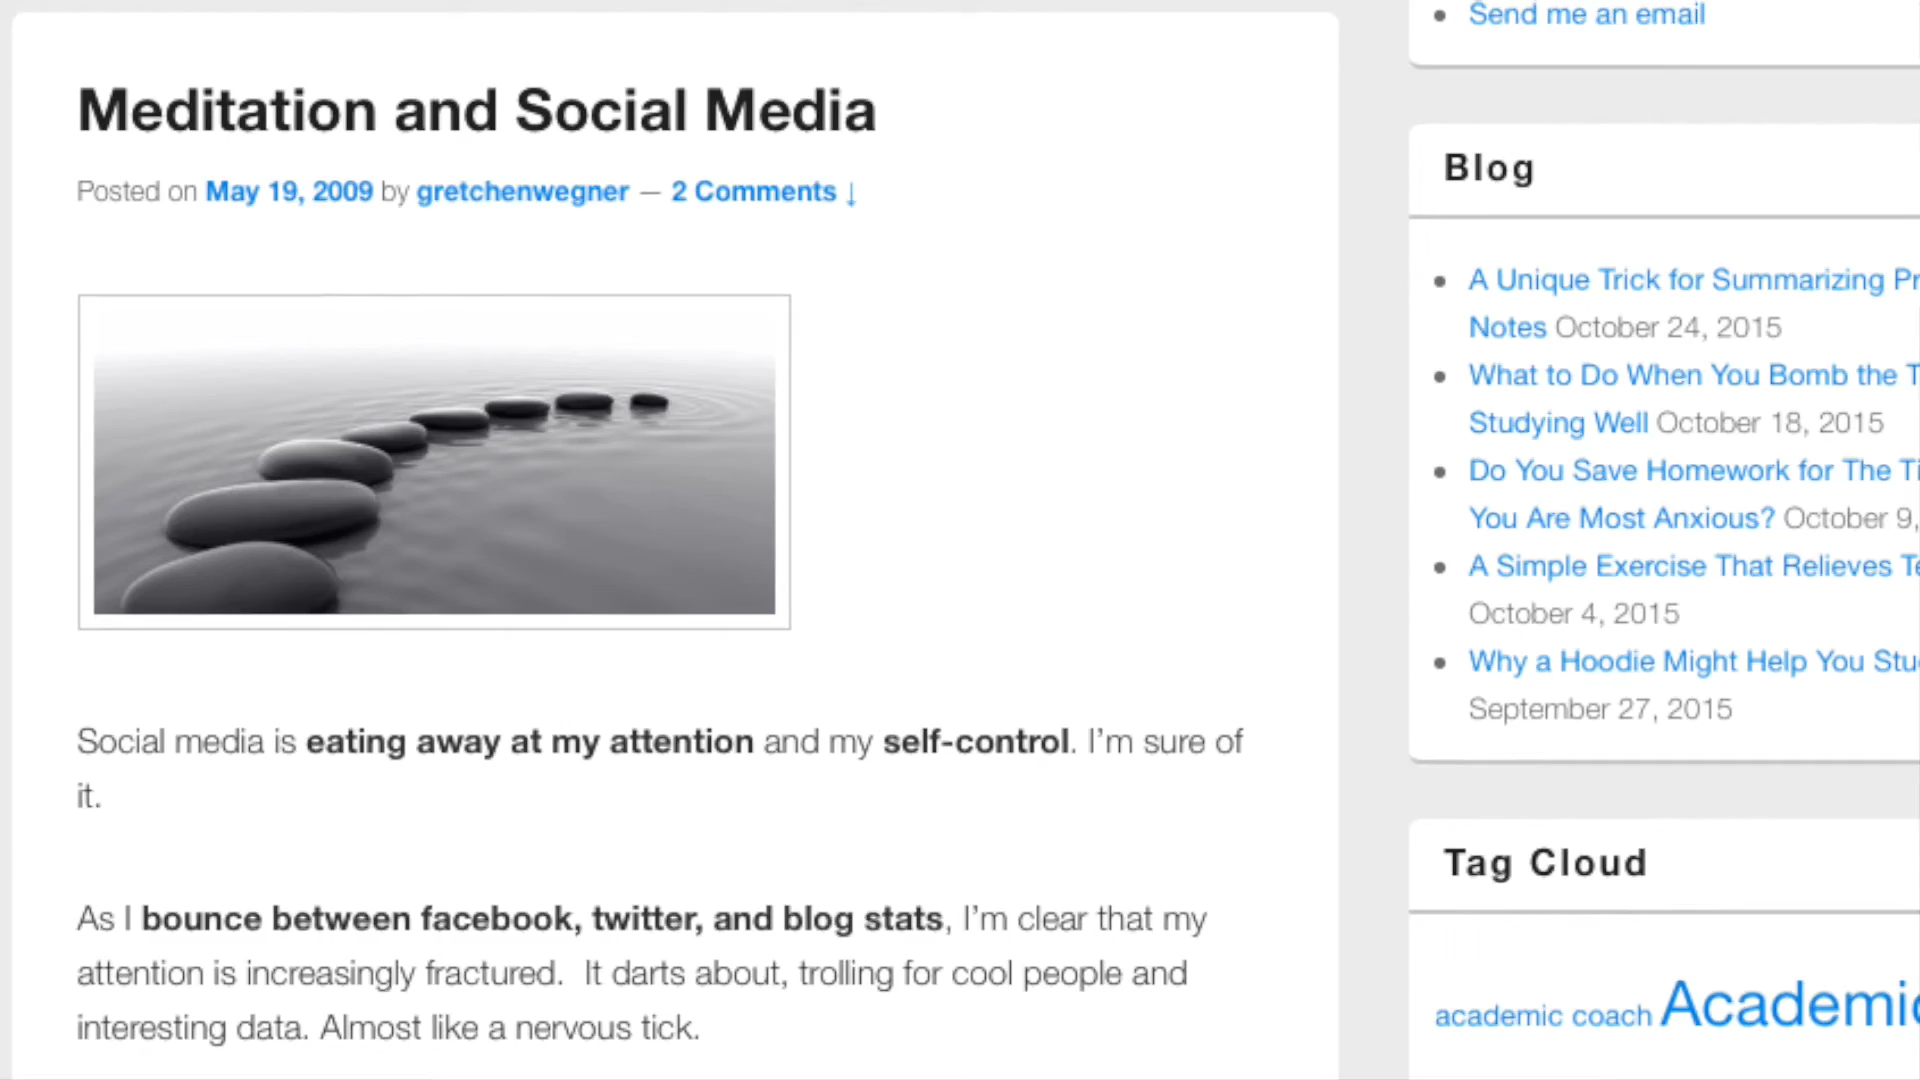 Send me an email
Meditation and Social Media
Posted on May 19, 2009 by gretchenwegner — 2 Comments ↓
Social media is eating away at my attention and my self-control. I'm sure of
it.
As I bounce between facebook, twitter, and blog stats, I'm clear that my
attention is increasingly fractured.  It darts about, trolling for cool people and
interesting data. Almost like a nervous tick.
Blog
A Unique Trick for Summarizing
Notes October 24, 2015
What to Do When You Bomb the
Studying Well October 18, 2015
Do You Save Homework for The
You Are Most Anxious? October 9,
A Simple Exercise That Relieves
October 4, 2015
Why a Hoodie Might Help You
September 27, 2015
Tag Cloud
academic coach